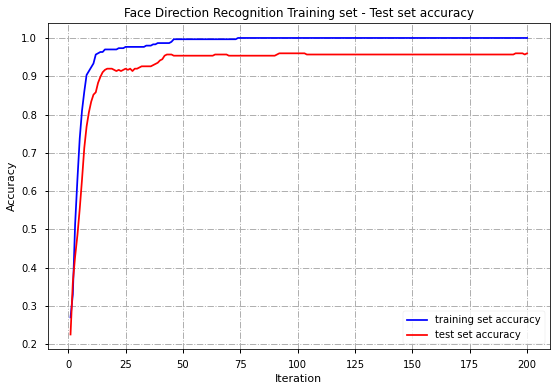 Face Direction Recognition Training set - Test set accuracy
1.0
0.9
0.8
0.7
0.6
0.5
0.4
0.3
0.2
Accuracy
training set accuracy
test set accuracy
0 25 50 75 100 125 150 175 200
Iteration